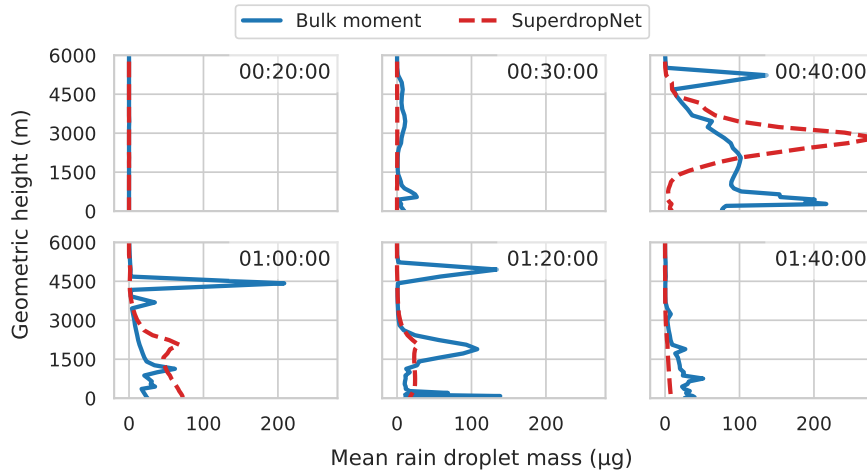 Bulk moment SuperdropNet
6000 00:20:00 00:30:00 00:40:00
4500
3000
1500
0
6000 01:00:00 01:20:00 01:40:00
4500
3000
1500
0
0 100 200 0 100 200 0 100 200
Geometric height (m)
Mean rain droplet mass (μg)